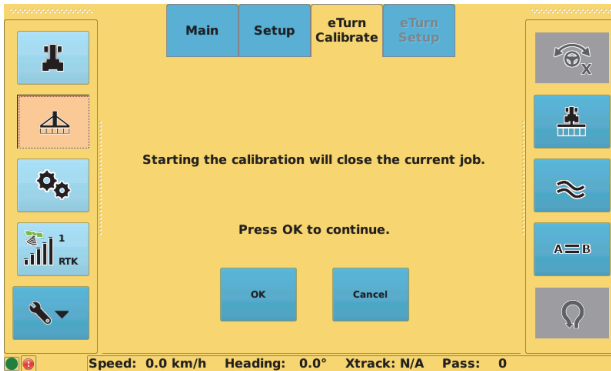 Main
Setup
eTurn
Calibrate
eTurn
Setup
X
Starting the calibration will close the current job.
1
RTK
Press OK to continue.
A B
OK
Cancel
Speed: 0.0 km/h Heading: 0.0° Xtrack: N/A Pass: 0